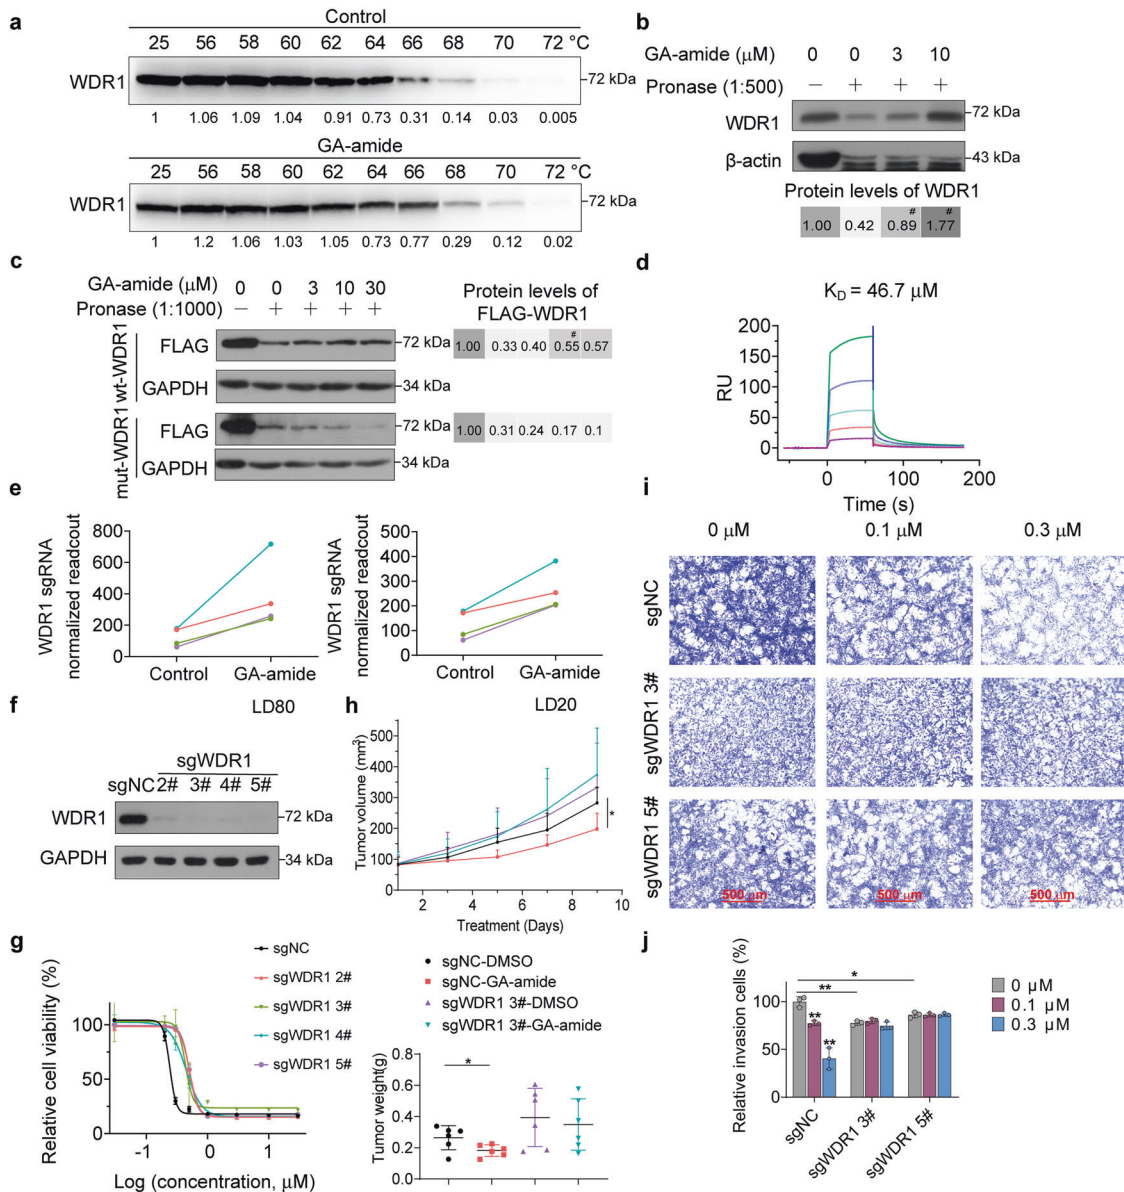 a
Control
25 56 58 60 62 64 66 68 70 72 °C
WDR1
72 kDa
1 1.06 1.09 1.04 0.91 0.73 0.31 0.14 0.03 0.005
GA-amide
25 56 58 60 62 64 66 68 70 72 °C
WDR1
72 kDa
1 1.2 1.06 1.03 1.05 0.73 0.77 0.29 0.12 0.02
b
GA-amide (μM) 0 0 3 10
Pronase (1:500) − + + +
WDR1
72 kDa
β-actin
43 kDa
Protein levels of WDR1
# #
1.00 0.42 0.89 1.77
c
GA-amide (μM) 0 0 3 10 30
Pronase (1:1000) − + + + +
Protein levels of
FLAG-WDR1
wt-WDR1
FLAG
72 kDa
#
1.00 0.33 0.40 0.55 0.57
GAPDH
34 kDa
mut-WDR1
FLAG
72 kDa
1.00 0.31 0.24 0.17 0.1
GAPDH
34 kDa
d
K_D = 46.7 μM
RU
200
150
100
50
0
0 100 200
Time (s)
e
WDR1 sgRNA
normalized readout
800
600
400
200
0
Control GA-amide
LD80
WDR1 sgRNA
normalized readout
500
400
300
200
100
0
Control GA-amide
LD20
f
sgWDR1
sgNC 2# 3# 4# 5#
WDR1
72 kDa
GAPDH
34 kDa
g
Relative cell viability (%)
100
50
0
-1 0 1
Log (concentration, μM)
sgNC
sgWDR1 2#
sgWDR1 3#
sgWDR1 4#
sgWDR1 5#
h
Tumor volume (mm³)
500
400
300
200
100
0
2 4 6 8 10
Treatment (Days)
*
sgNC-DMSO
sgNC-GA-amide
sgWDR1 3#-DMSO
sgWDR1 3#-GA-amide
Tumor weight(g)
0.8
0.6
0.4
0.2
0.0
*
i
0 μM 0.1 μM 0.3 μM
sgNC
sgWDR1 3#
sgWDR1 5#
500 μm 500 μm 500 μm
j
Relative invasion cells (%)
100
50
0
*
**
**
**
0 μM
0.1 μM
0.3 μM
sgNC
sgWDR1 3#
sgWDR1 5#